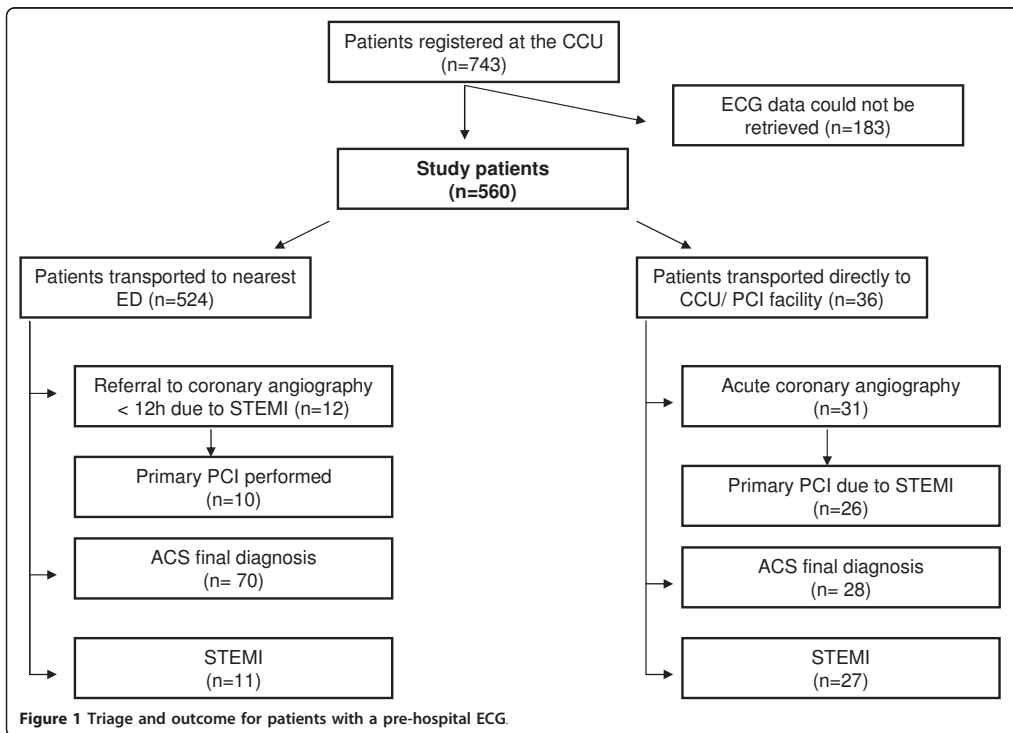 Patients registered at the CCU
(n=743)
ECG data could not be
retrieved (n=183)
Study patients
(n=560)
Patients transported to nearest
ED (n=524)
Patients transported directly to
CCU/ PCI facility (n=36)
Referral to coronary angiography
< 12h due to STEMI (n=12)
Primary PCI performed
(n=10)
ACS final diagnosis
(n= 70)
STEMI
(n=11)
Acute coronary angiography
(n=31)
Primary PCI due to STEMI
(n=26)
ACS final diagnosis
(n= 28)
STEMI
(n=27)
Figure 1 Triage and outcome for patients with a pre-hospital ECG.